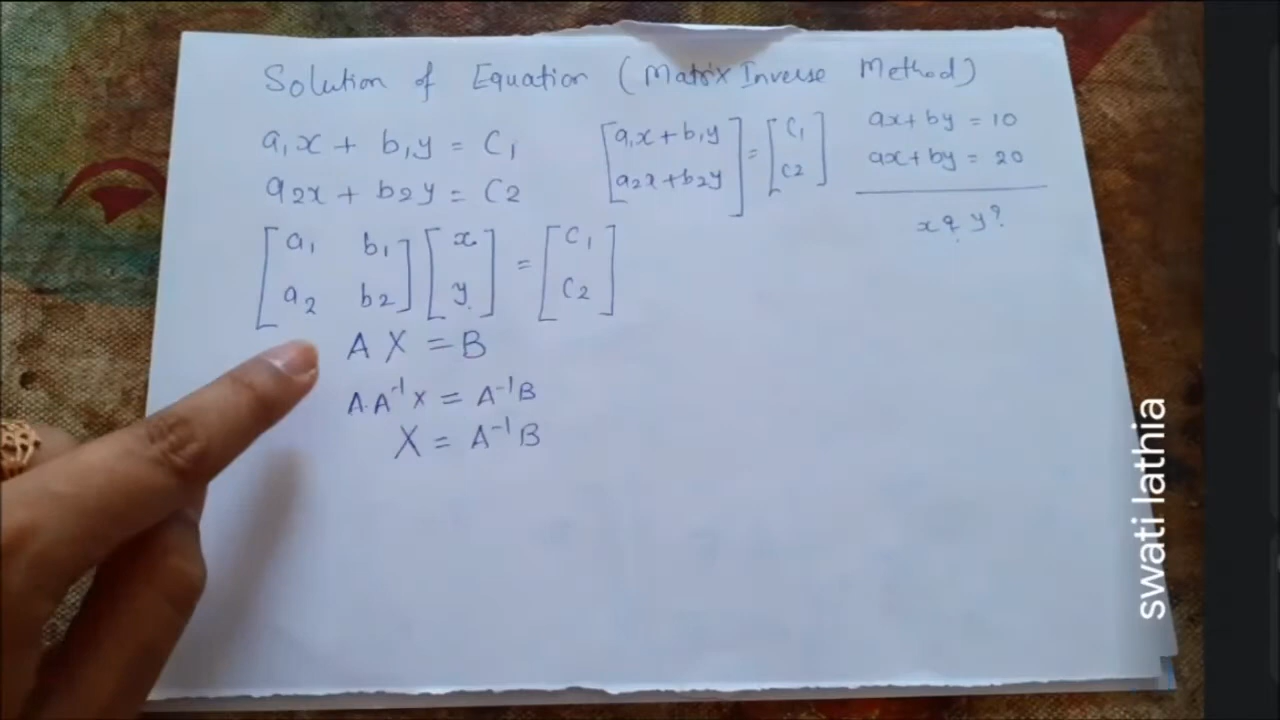 Solution of Equation (Matrix Inverse Method)
a₁x + b₁y = C₁
a2x + b2y = C2
[a₁x + b₁y] = [C₁]
[a2x + b2y] [C2]
ax + by = 10
ax + by = 20
x & y?
[a₁ b₁] [x] = [C₁]
[a₂ b2] [y] [C2]
A X = B
A·A⁻¹ X = A⁻¹B
X = A⁻¹B
swati lathia